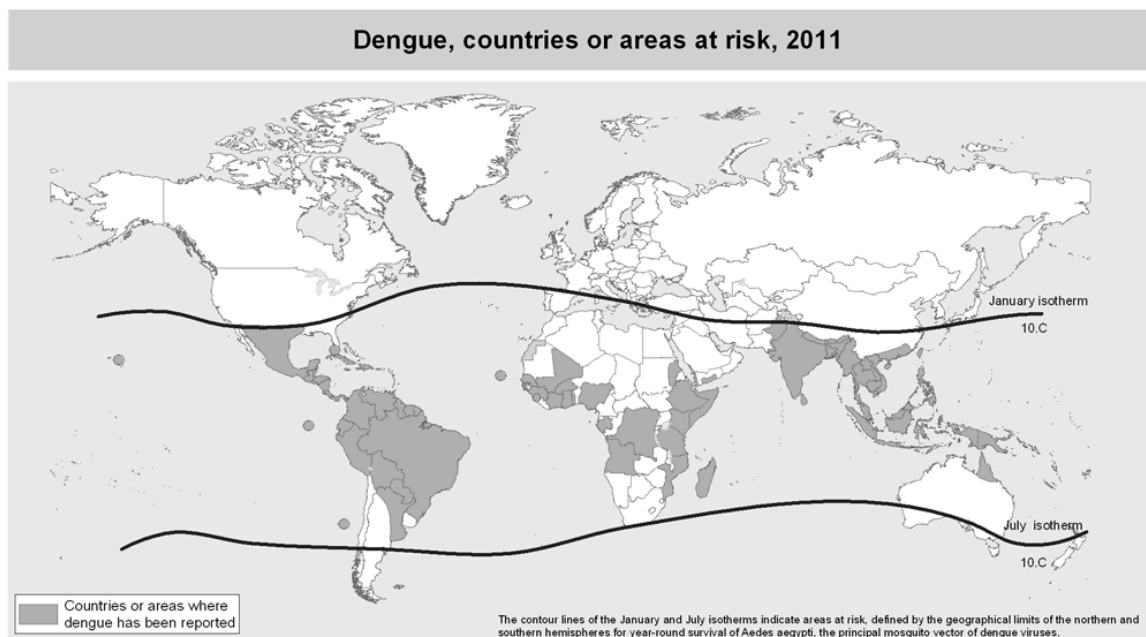 Dengue, countries or areas at risk, 2011
January isotherm
10.C
July isotherm
10.C
Countries or areas where
dengue has been reported
The contour lines of the January and July isotherms indicate areas at risk, defined by the geographical limits of the northern and
southern hemispheres for year-round survival of Aedes aegypti, the principal mosquito vector of dengue viruses.